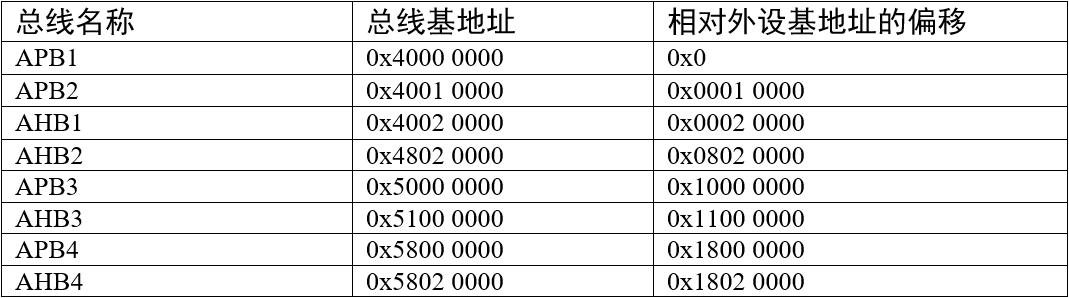 总线名称 总线基地址 相对外设基地址的偏移
APB1 0x4000 0000 0x0
APB2 0x4001 0000 0x0001 0000
AHB1 0x4002 0000 0x0002 0000
AHB2 0x4802 0000 0x0802 0000
APB3 0x5000 0000 0x1000 0000
AHB3 0x5100 0000 0x1100 0000
APB4 0x5800 0000 0x1800 0000
AHB4 0x5802 0000 0x1802 0000